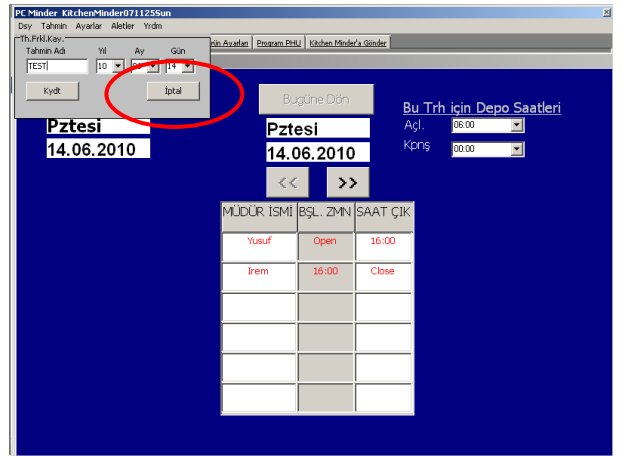 PC Minder KitchenMinder0711255un
Dsy Tahmin Ayarlar Aletler Yrdm
Th.Frkl.Kay.
Tahmin Adı Yıl Ay Gün
TEST 10 14
Kydt İptal
Program PHU Kitchen Minder'a Gönder
Bugüne Dön
Bu Trh için Depo Saatleri
Pztesi Pztesi Açl. 06:00
14.06.2010 14.06.2010 Kpnş 00:00
<< >>
MÜDÜR İSMİ BŞL. ZMN SAAT ÇIK
Yusuf Open 16:00
Irem 16:00 Close